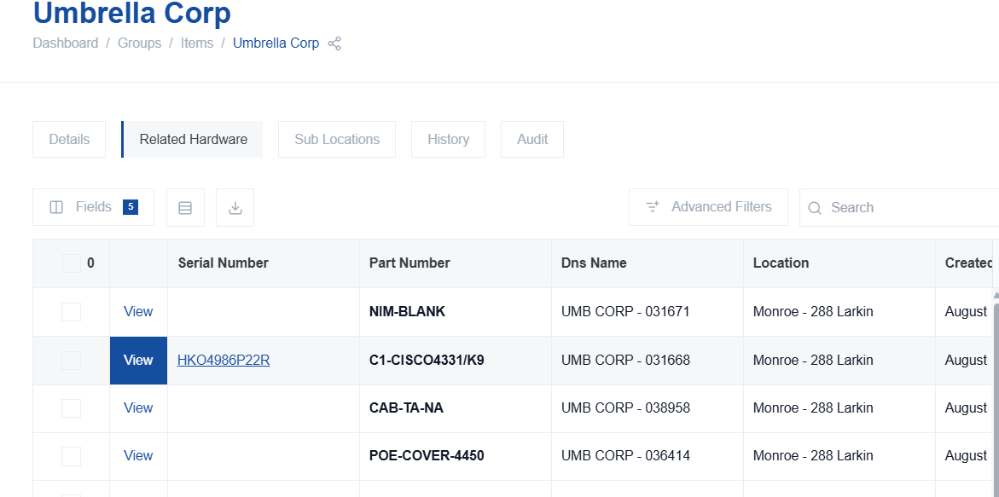 Umbrella Corp
Dashboard / Groups / Items / Umbrella Corp
Details Related Hardware Sub Locations History Audit
Fields 5 Advanced Filters Search
0 Serial Number Part Number Dns Name Location Created
View NIM-BLANK UMB CORP - 031671 Monroe - 288 Larkin August
View HKO4986P22R C1-CISCO4331/K9 UMB CORP - 031668 Monroe - 288 Larkin August
View CAB-TA-NA UMB CORP - 038958 Monroe - 288 Larkin August
View POE-COVER-4450 UMB CORP - 036414 Monroe - 288 Larkin August